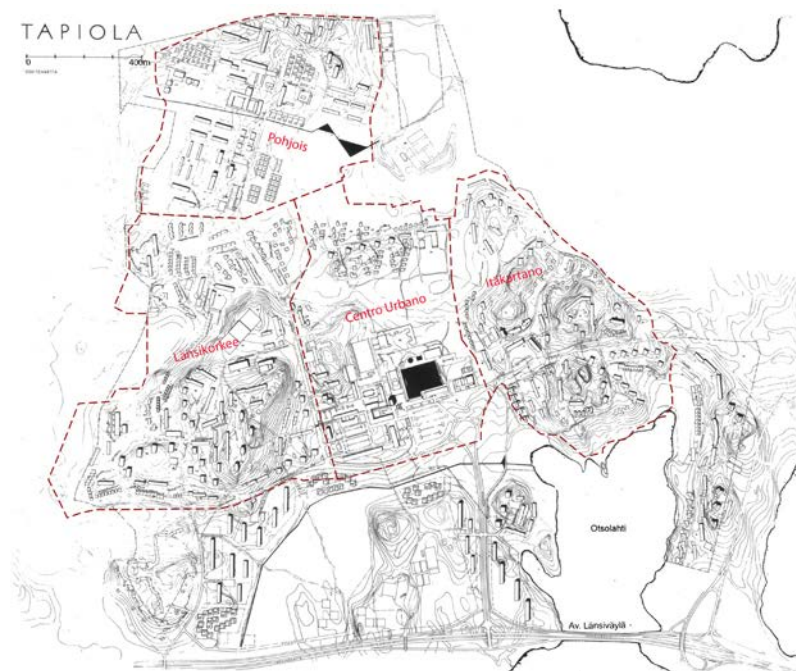 TAPIOLA
0 400m
Pohjois
Itäkartano
Centro Urbano
Länsikorkee
Otsolahti
Av. Länsiväylä